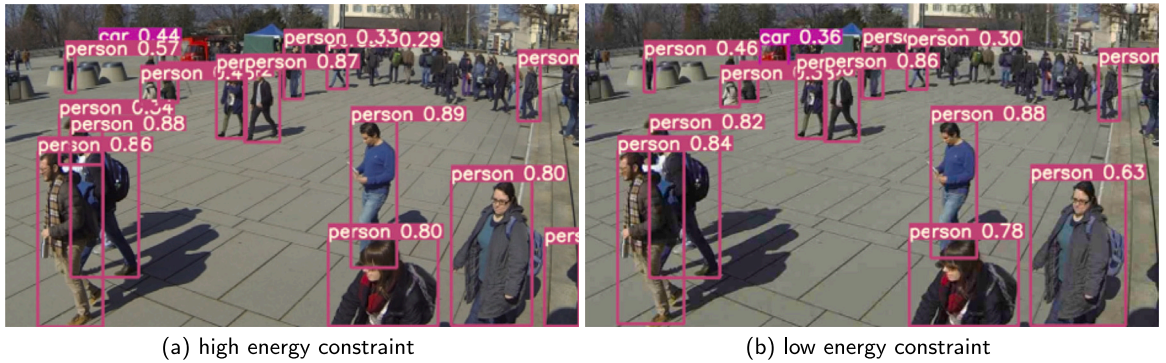 car 0.44
person 0.33
0.29
person 0.57
person
person 0.87
person
person 0.34
person 0.88
person 0.89
person 0.86
person 0.80
person 0.80
pers
car 0.36
person 0.46
0.30
person
person
0.86
person 0.82
person 0.88
person 0.84
person 0.63
person 0.78
(a) high energy constraint
(b) low energy constraint